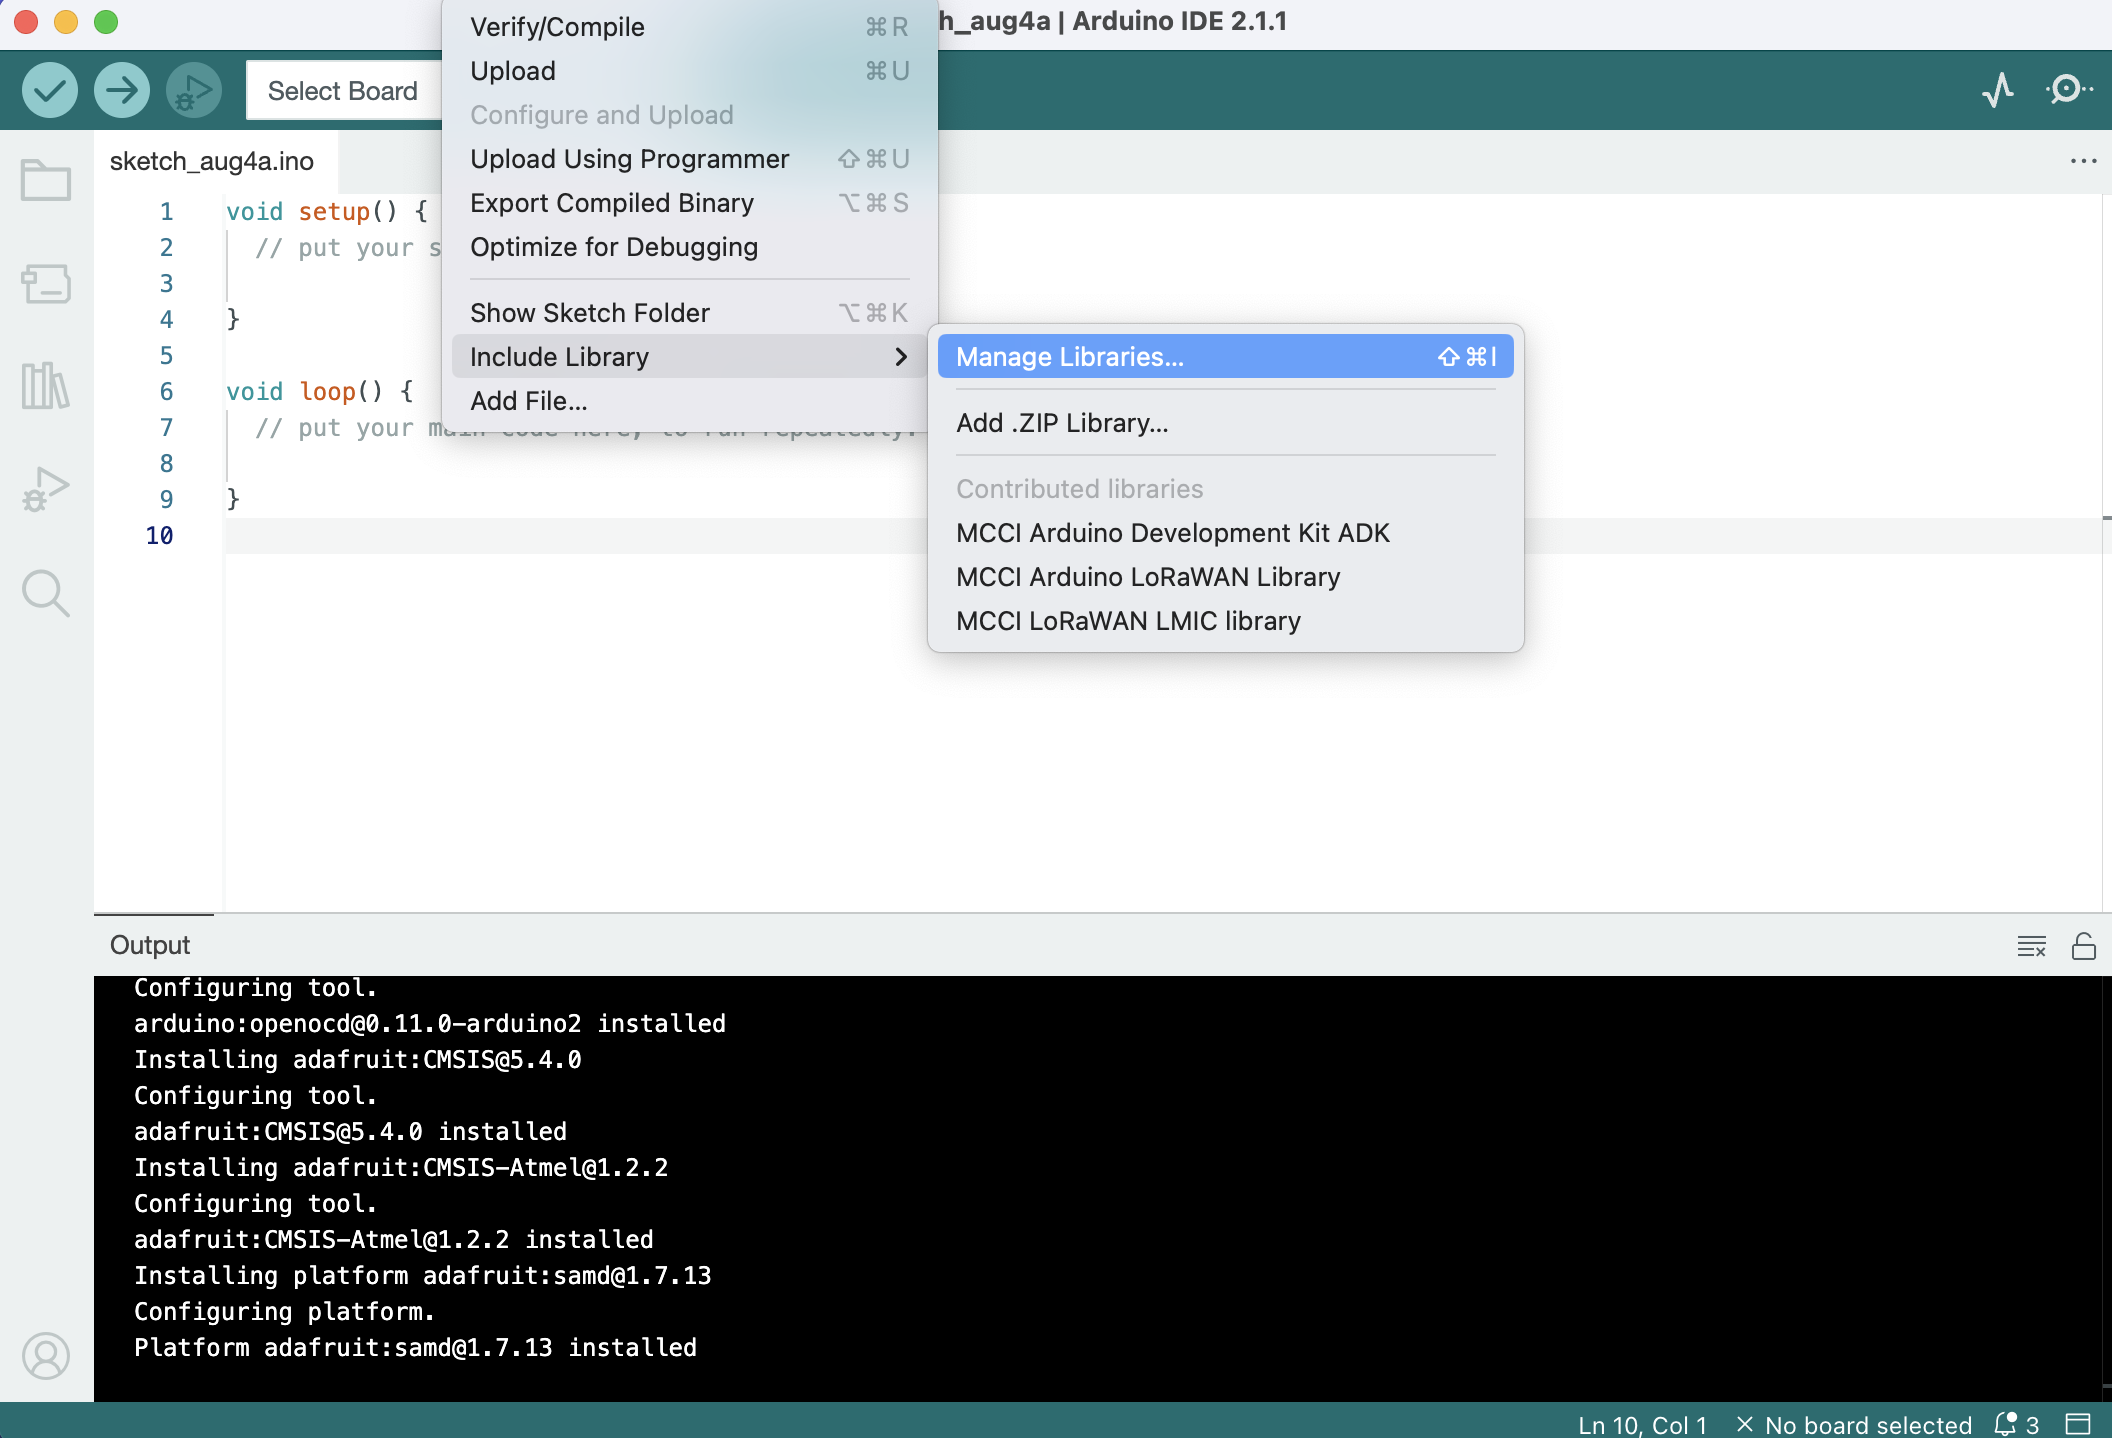 h_aug4a | Arduino IDE 2.1.1
Select Board
Verify/Compile ⌘R
Upload ⌘U
Configure and Upload
Upload Using Programmer ⇧⌘U
Export Compiled Binary ⌥⌘S
Optimize for Debugging
Show Sketch Folder ⌥⌘K
Include Library
Add File...
Manage Libraries... ⇧⌘I
Add .ZIP Library...
Contributed libraries
MCCI Arduino Development Kit ADK
MCCI Arduino LoRaWAN Library
MCCI LoRaWAN LMIC library
sketch_aug4a.ino
1 void setup() {
2 // put your s
3
4 }
5
6 void loop() {
7 // put your main code here, to run repeatedly:
8
9 }
10
Output
Configuring tool.
arduino:openocd@0.11.0-arduino2 installed
Installing adafruit:CMSIS@5.4.0
Configuring tool.
adafruit:CMSIS@5.4.0 installed
Installing adafruit:CMSIS-Atmel@1.2.2
Configuring tool.
adafruit:CMSIS-Atmel@1.2.2 installed
Installing platform adafruit:samd@1.7.13
Configuring platform.
Platform adafruit:samd@1.7.13 installed
Ln 10, Col 1 × No board selected 3